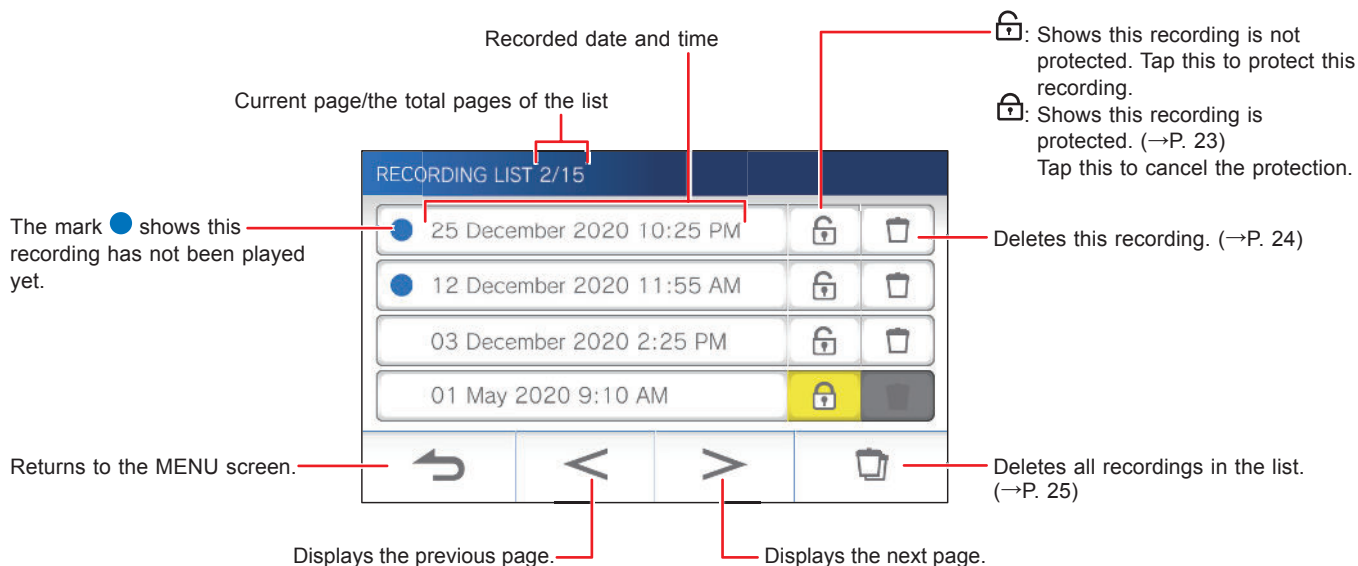 Recorded date and time
Current page/the total pages of the list
: Shows this recording is not
protected. Tap this to protect this
recording.
: Shows this recording is
protected. (→P. 23)
Tap this to cancel the protection.
RECORDING LIST 2/15
The mark shows this
recording has not been played
yet.
25 December 2020 10:25 PM
Deletes this recording. (→P. 24)
12 December 2020 11:55 AM
03 December 2020 2:25 PM
01 May 2020 9:10 AM
Returns to the MENU screen.
Deletes all recordings in the list.
(→P. 25)
Displays the previous page.
Displays the next page.